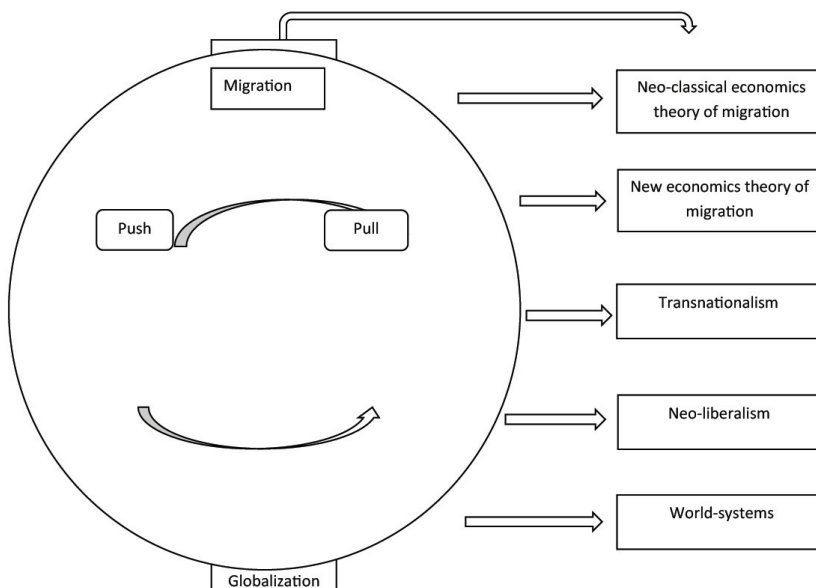 Migration
Neo-classical economics
theory of migration
New economics theory of
migration
Push
Pull
Transnationalism
Neo-liberalism
World-systems
Globalization